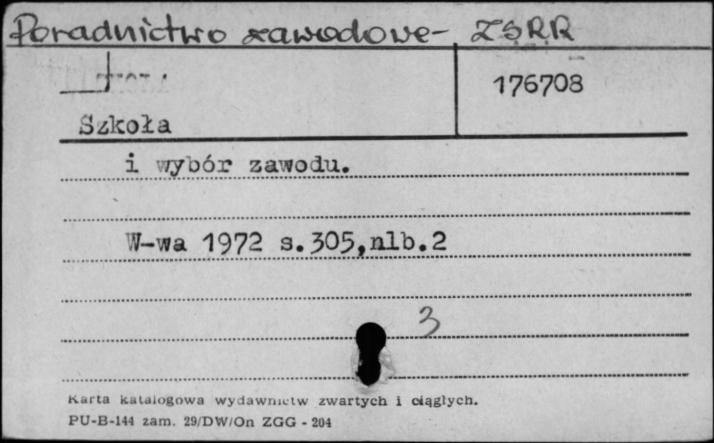 Poradnictwo zawodowe - ZSRR
176708
Szkoła
i wybór zawodu.
W-wa 1972 s.305,nlb.2
3
Karta katalogowa wydawnictw zwartych i ciągłych.
PU-B-144 zam. 29/DW/On ZGG - 204